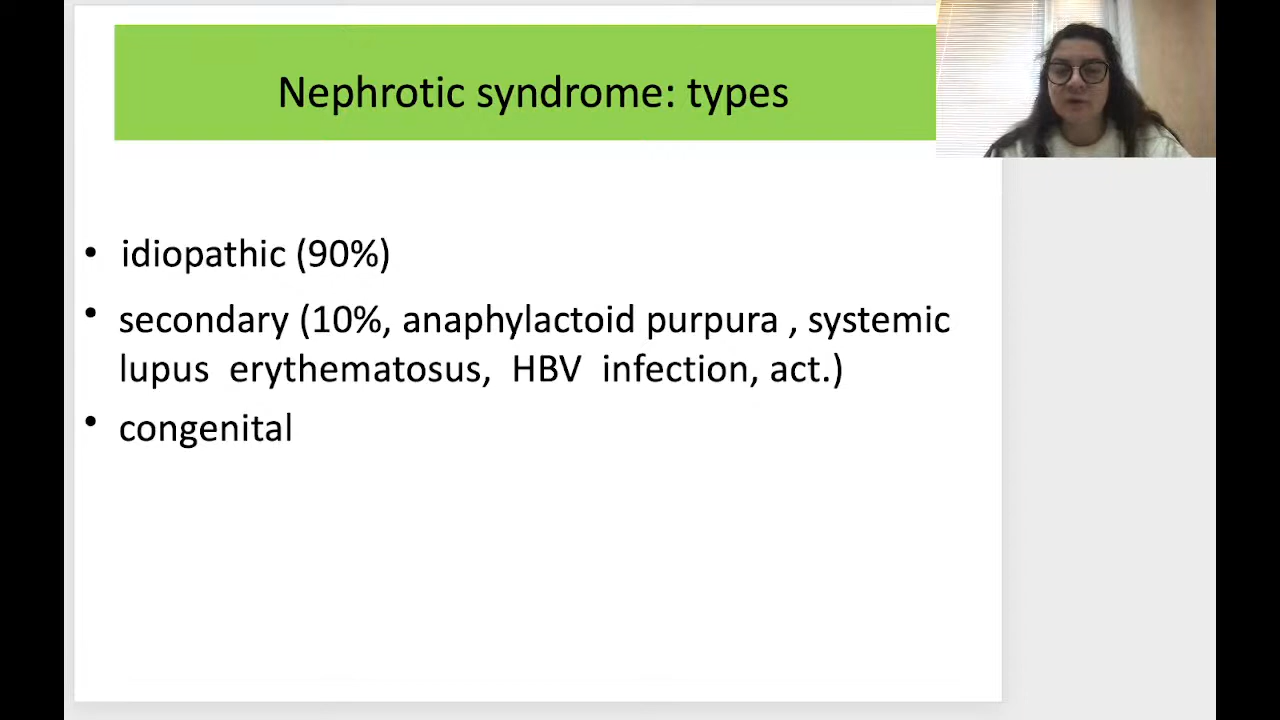 Nephrotic syndrome: types
• idiopathic (90%)
• secondary (10%, anaphylactoid purpura , systemic
lupus erythematosus, HBV infection, act.)
• congenital